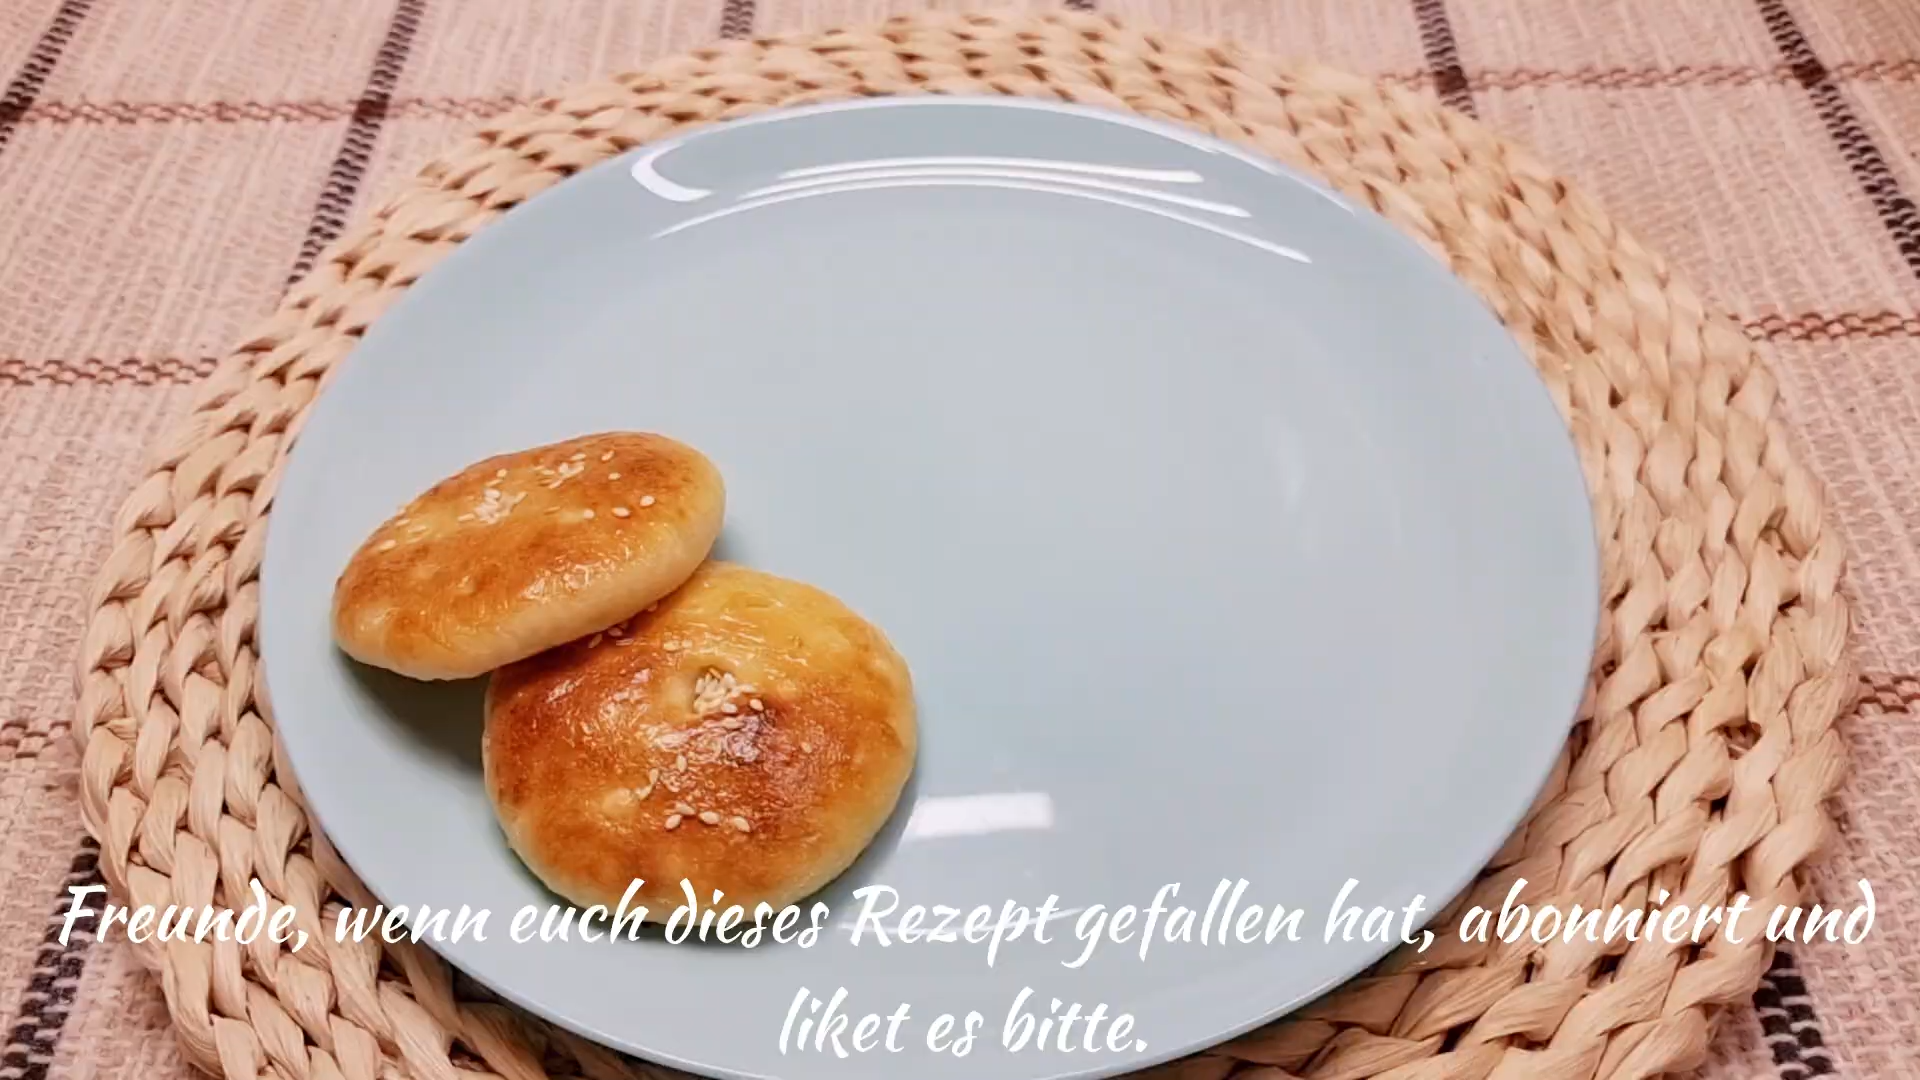 Freunde, wenn euch dieses Rezept gefallen hat, abonniert und
liket es bitte.